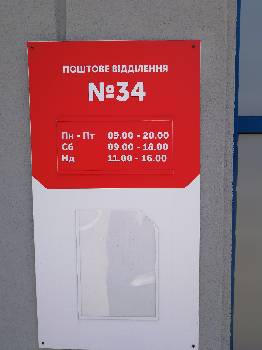 ПОШТОВЕ ВІДДІЛЕННЯ
№34
Пн - Пт 09.00 - 20.00
Сб 09.00 - 18.00
Нд 11.00 - 16.00